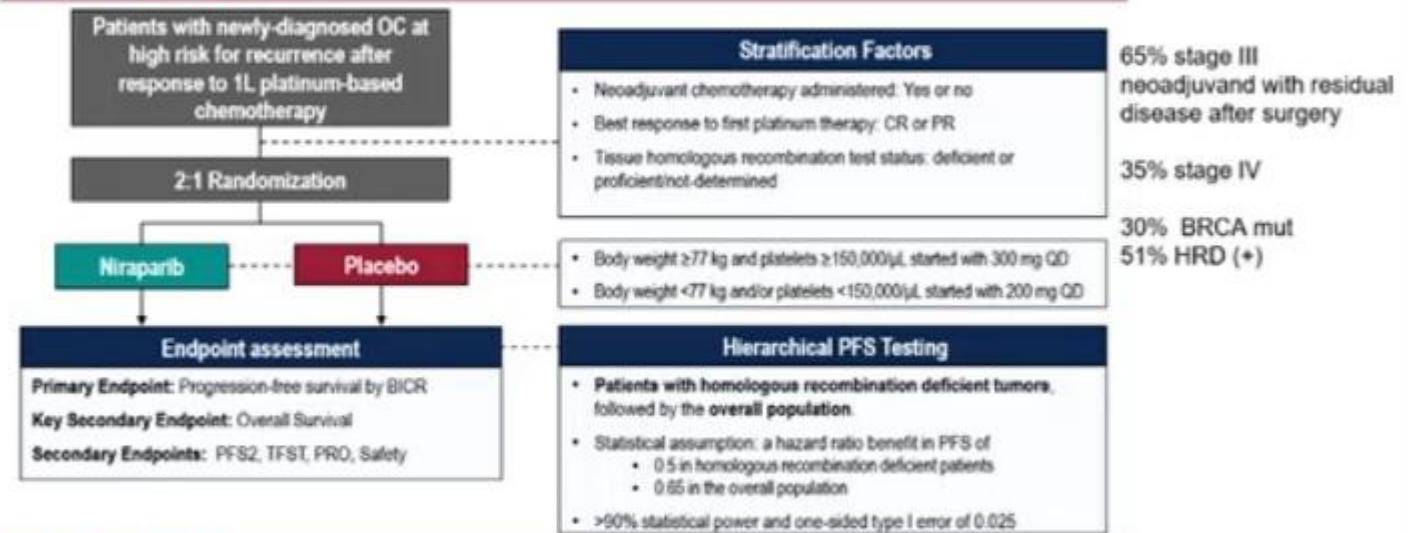 Patients with newly-diagnosed OC at
high risk for recurrence after
response to 1L platinum-based
chemotherapy
2:1 Randomization
Niraparib
Placebo
Endpoint assessment
Primary Endpoint: Progression-free survival by BICR
Key Secondary Endpoint: Overall Survival
Secondary Endpoints: PFS2, TFST, PRO, Safety
Stratification Factors
• Neoadjuvant chemotherapy administered: Yes or no
• Best response to first platinum therapy: CR or PR
• Tissue homologous recombination test status: deficient or
proficient/not-determined
• Body weight ≥77 kg and platelets ≥150,000/µL started with 300 mg QD
• Body weight <77 kg and/or platelets <150,000/µL started with 200 mg QD
Hierarchical PFS Testing
• Patients with homologous recombination deficient tumors,
followed by the overall population.
• Statistical assumption: a hazard ratio benefit in PFS of
• 0.5 in homologous recombination deficient patients
• 0.65 in the overall population
• >90% statistical power and one-sided type I error of 0.025
65% stage III
neoadjuvand with residual
disease after surgery
35% stage IV
30% BRCA mut
51% HRD (+)